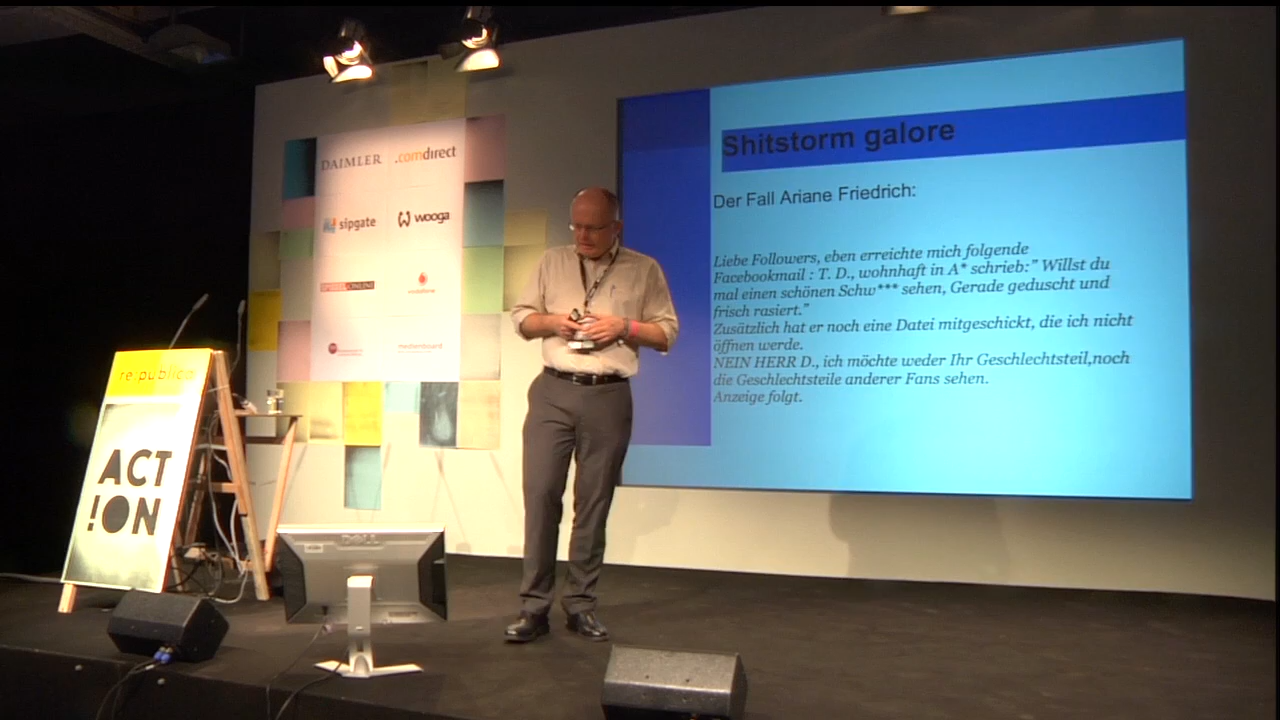 DAIMLER
.comdirect
sipgate
wooga
SPIEGEL ONLINE
vodafone
medienboard
re:publica
ACT
!ON
DELL
Shitstorm galore
Der Fall Ariane Friedrich:
Liebe Followers, eben erreichte mich folgende
Facebookmail : T. D., wohnhaft in A* schrieb:" Willst du
mal einen schönen Schw*** sehen, Gerade geduscht und
frisch rasiert."
Zusätzlich hat er noch eine Datei mitgeschickt, die ich nicht
öffnen werde.
NEIN HERR D., ich möchte weder Ihr Geschlechtsteil,noch
die Geschlechtsteile anderer Fans sehen.
Anzeige folgt.